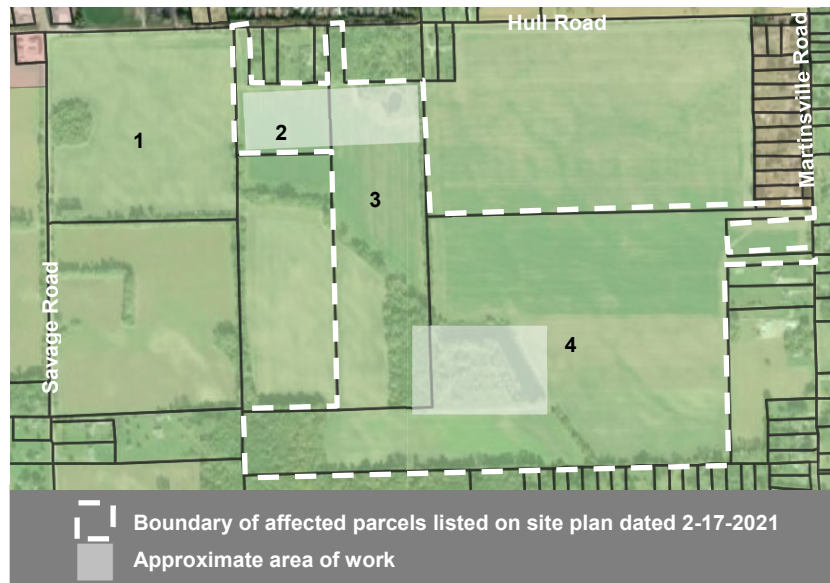 Hull Road
Martinsville Road
1
2
3
Savage Road
4
Boundary of affected parcels listed on site plan dated 2-17-2021
Approximate area of work